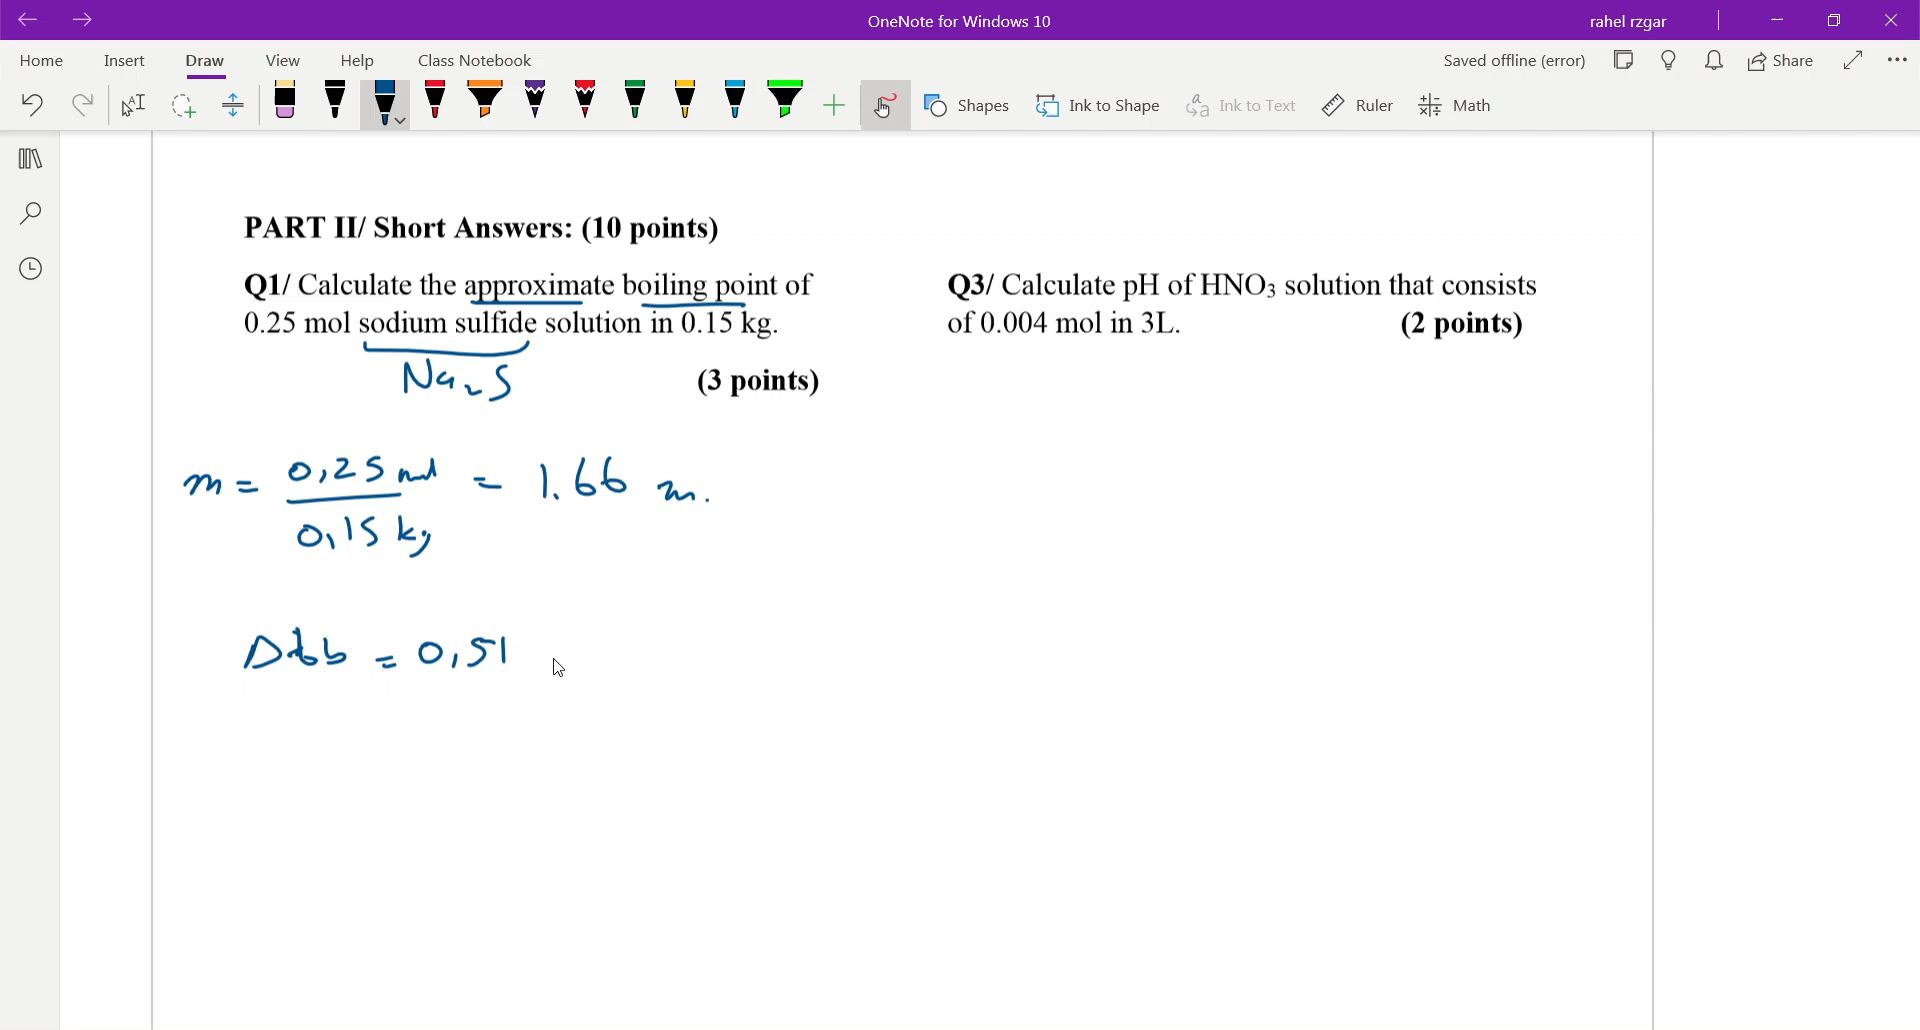 OneNote for Windows 10
rahel rzgar
Home Insert Draw View Help Class Notebook
Saved offline (error) Share
Shapes Ink to Shape Ink to Text Ruler Math
PART II/ Short Answers: (10 points)
Q1/ Calculate the approximate boiling point of
0.25 mol sodium sulfide solution in 0.15 kg.
Na₂S
(3 points)
m = 0,25 mol
0,15 kg
= 1.66 m.
Δtb = 0,51
Q3/ Calculate pH of HNO₃ solution that consists
of 0.004 mol in 3L. (2 points)